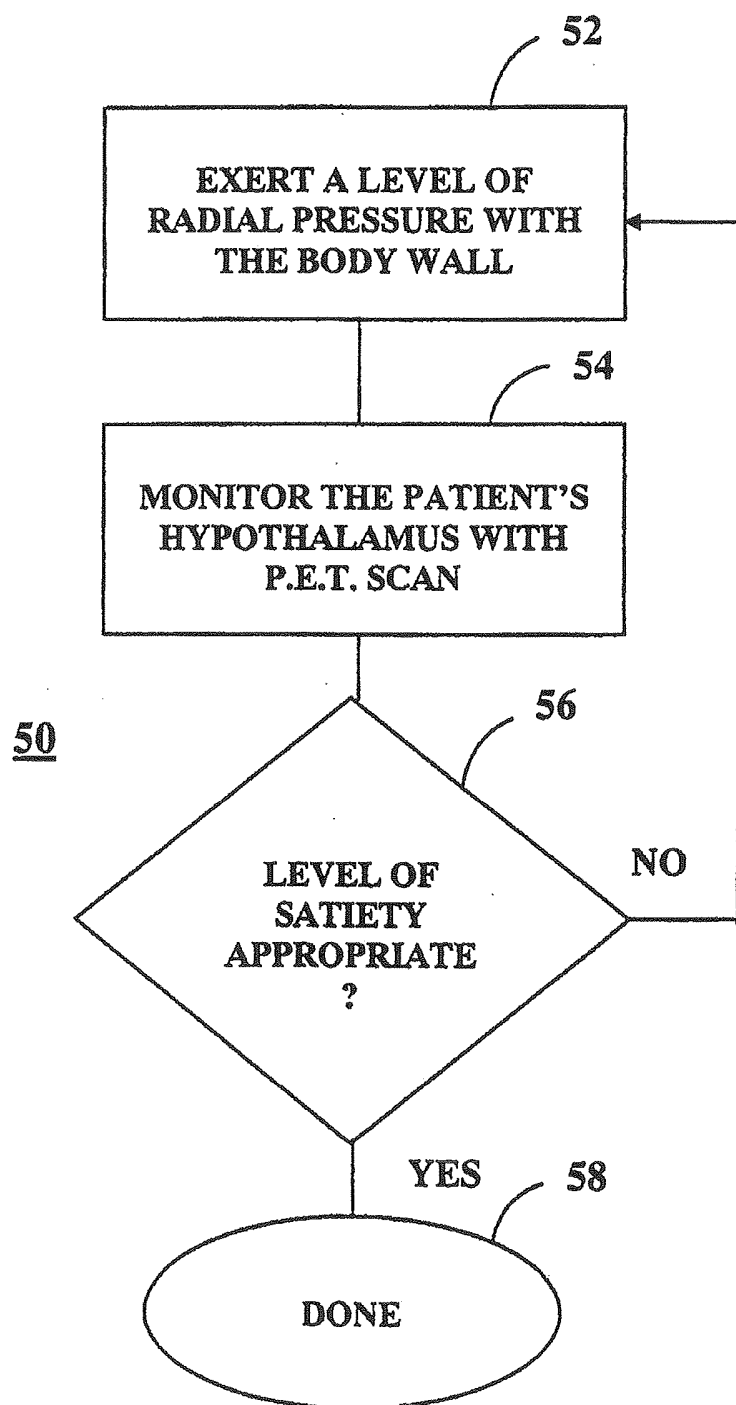 52
EXERT A LEVEL OF
RADIAL PRESSURE WITH
THE BODY WALL
54
MONITOR THE PATIENT'S
HYPOTHALAMUS WITH
P.E.T. SCAN
56
50
LEVEL OF
SATIETY
APPROPRIATE
?
NO
YES
58
DONE